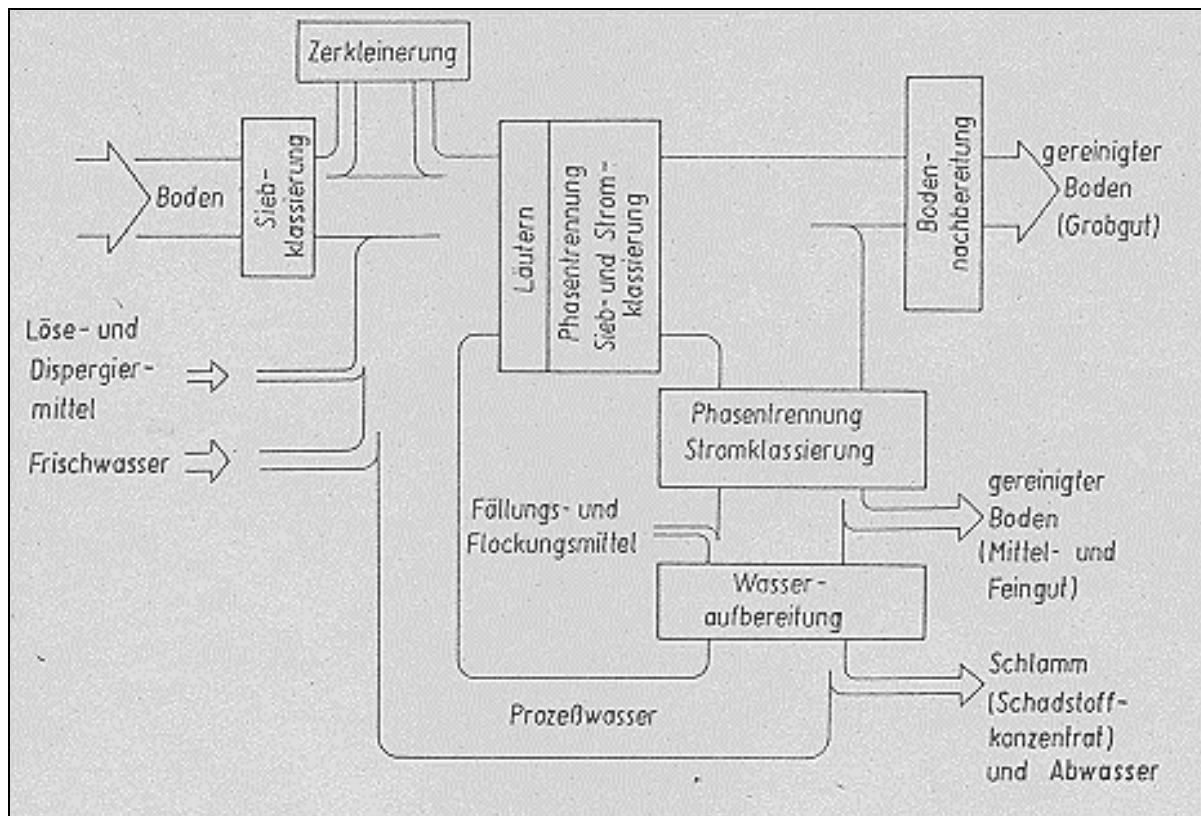 Zerkleinerung
Boden
Sieb-
klassierung
Läutern
Phasentrennung
Sieb- und Strom-
klassierung
Boden-
nachbereitung
gereinigter
Boden
(Grobgut)
Löse- und
Dispergier-
mittel
Frischwasser
Phasentrennung
Stromklassierung
Fällungs- und
Flockungsmittel
gereinigter
Boden
(Mittel- und
Feingut)
Wasser-
aufbereitung
Prozeßwasser
Schlamm
(Schadstoff-
konzentrat)
und Abwasser